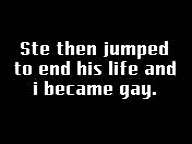 Ste then jumped
to end his life and
i became gay.